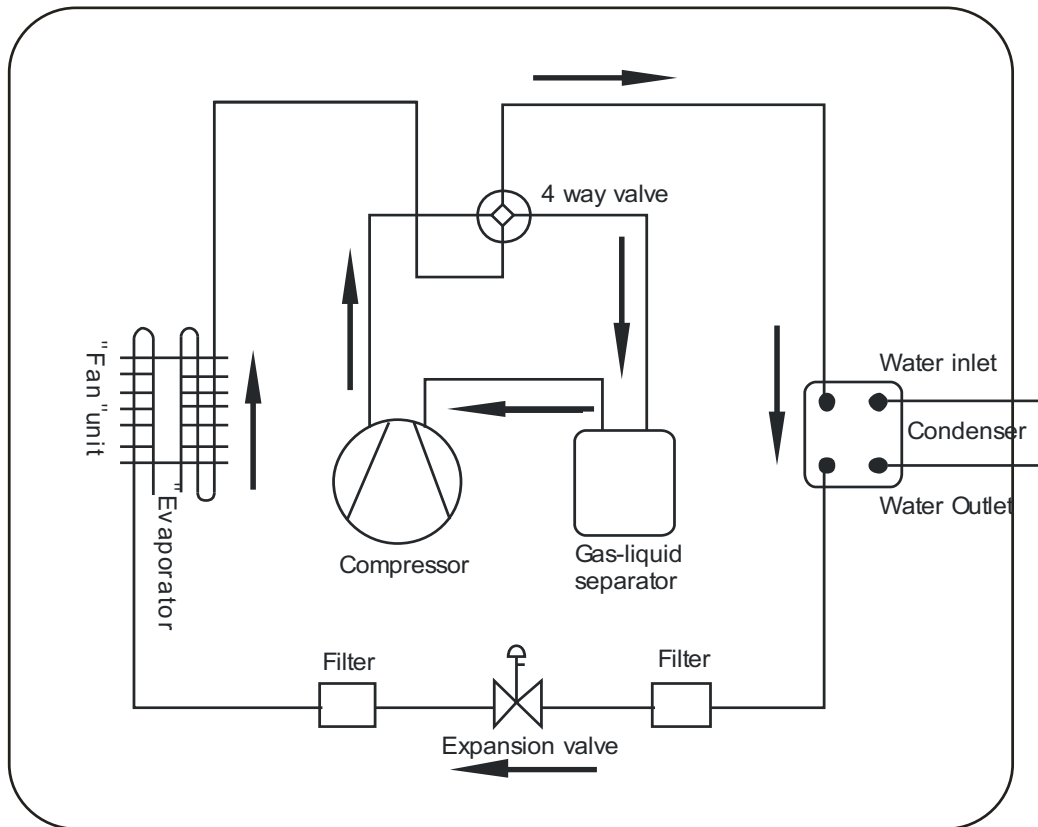 4 way valve
Water inlet
Condenser
Water Outlet
"Fan"unit
"Evaporator
Compressor
Gas-liquid
separator
Filter
Filter
Expansion valve